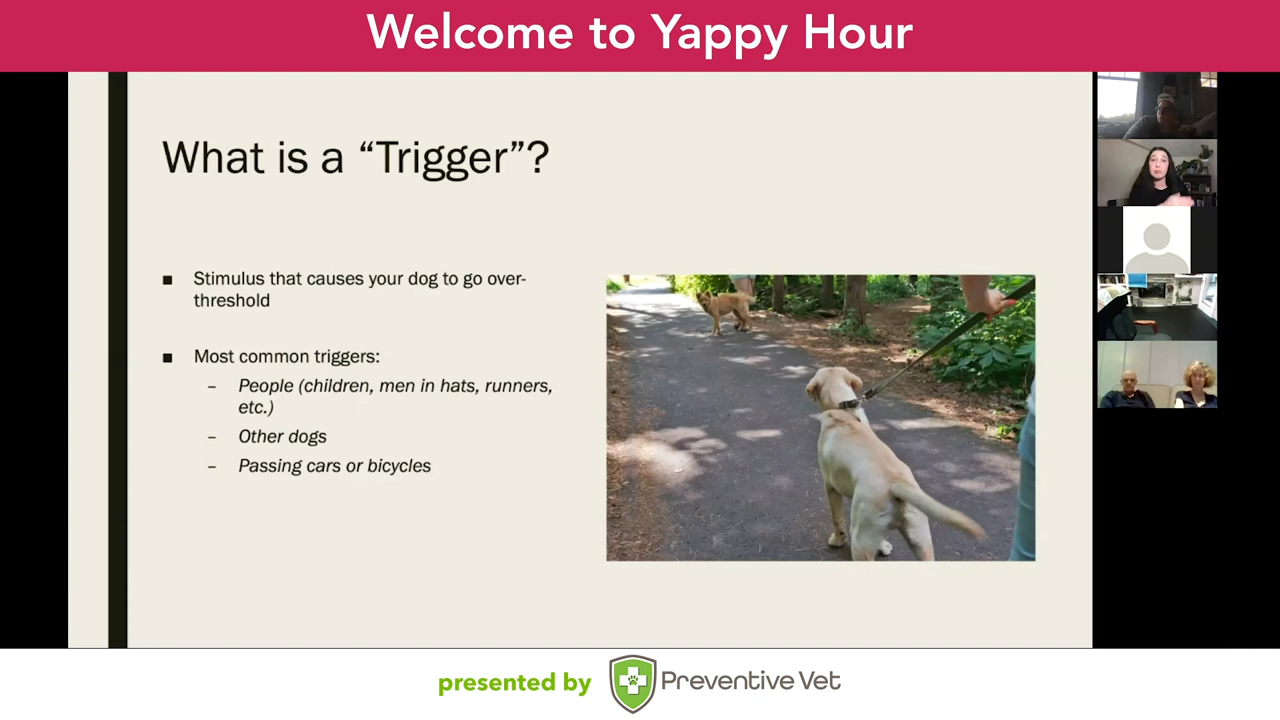 Welcome to Yappy Hour
What is a “Trigger”?
■ Stimulus that causes your dog to go over-
threshold
■ Most common triggers:
– People (children, men in hats, runners,
etc.)
– Other dogs
– Passing cars or bicycles
presented by Preventive Vet